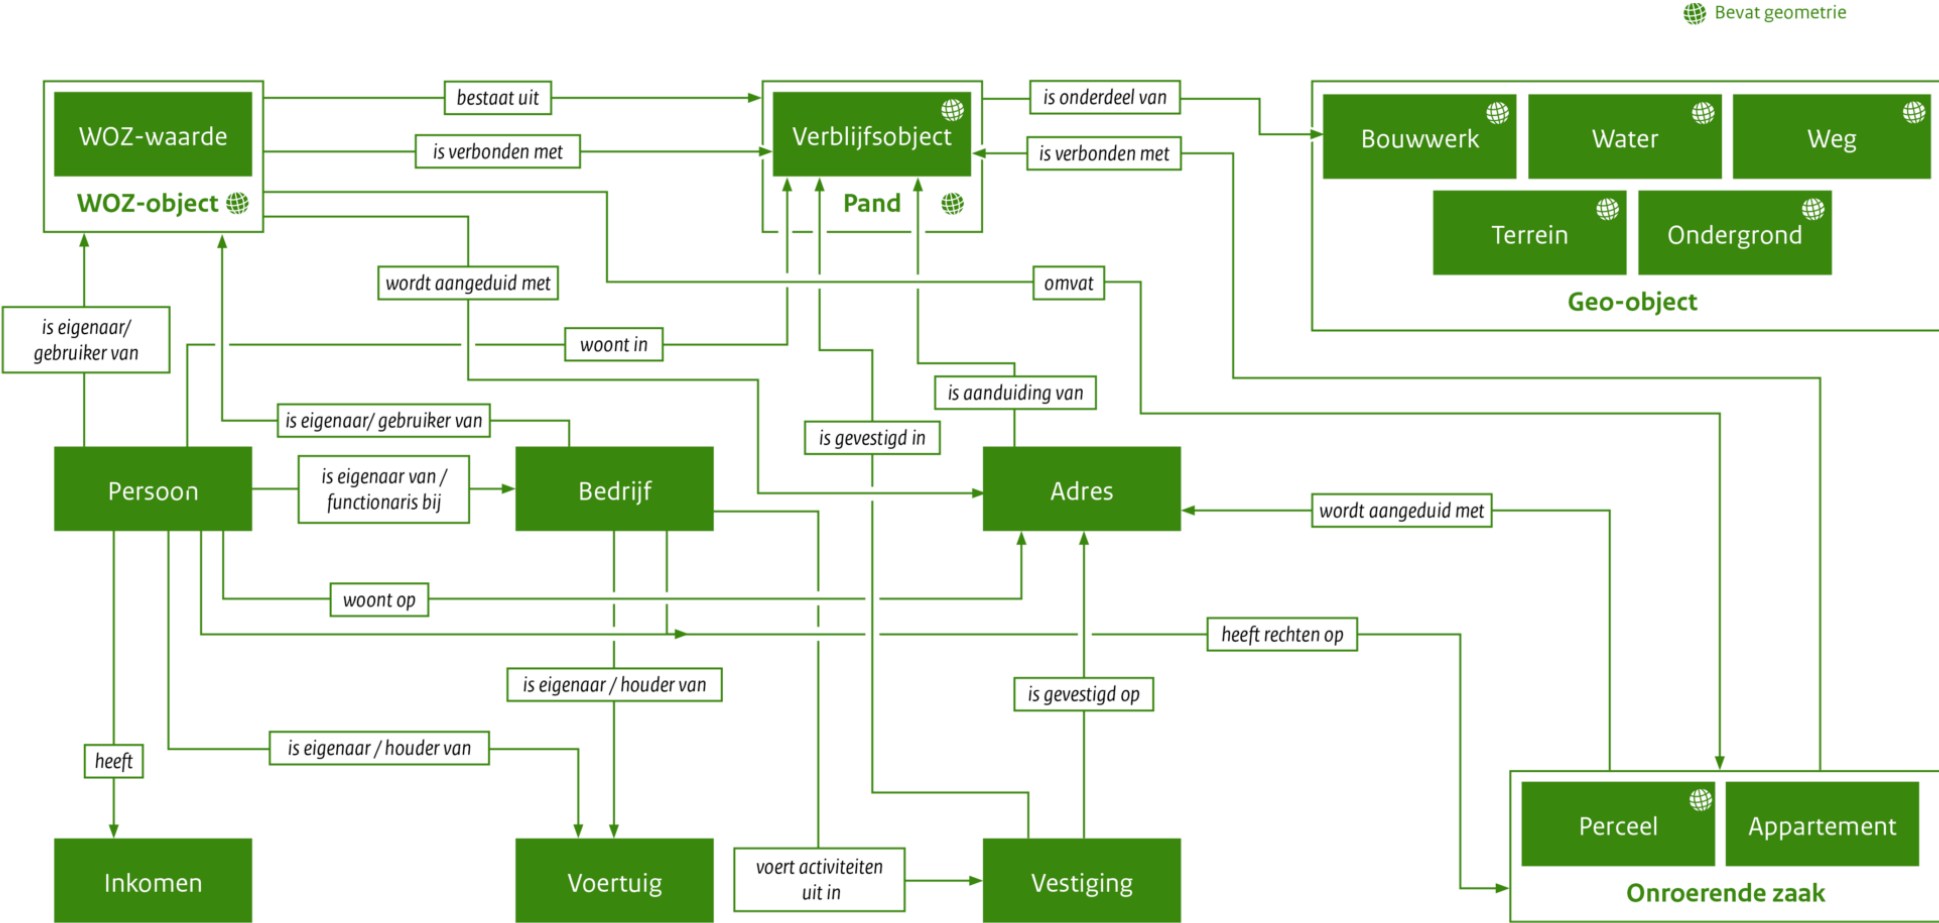 Bevat geometrie
bestaat uit
is onderdeel van
WOZ-waarde
Verblijfsobject
Bouwwerk
Water
Weg
is verbonden met
is verbonden met
WOZ-object
Pand
Terrein
Ondergrond
wordt aangeduid met
omvat
Geo-object
is eigenaar/
gebruiker van
woont in
is aanduiding van
is eigenaar/ gebruiker van
is gevestigd in
Persoon
is eigenaar van /
functionaris bij
Bedrijf
Adres
wordt aangeduid met
woont op
heeft rechten op
is eigenaar / houder van
is gevestigd op
is eigenaar / houder van
heeft
Perceel
Appartement
Inkomen
Voertuig
voert activiteiten
uit in
Vestiging
Onroerende zaak